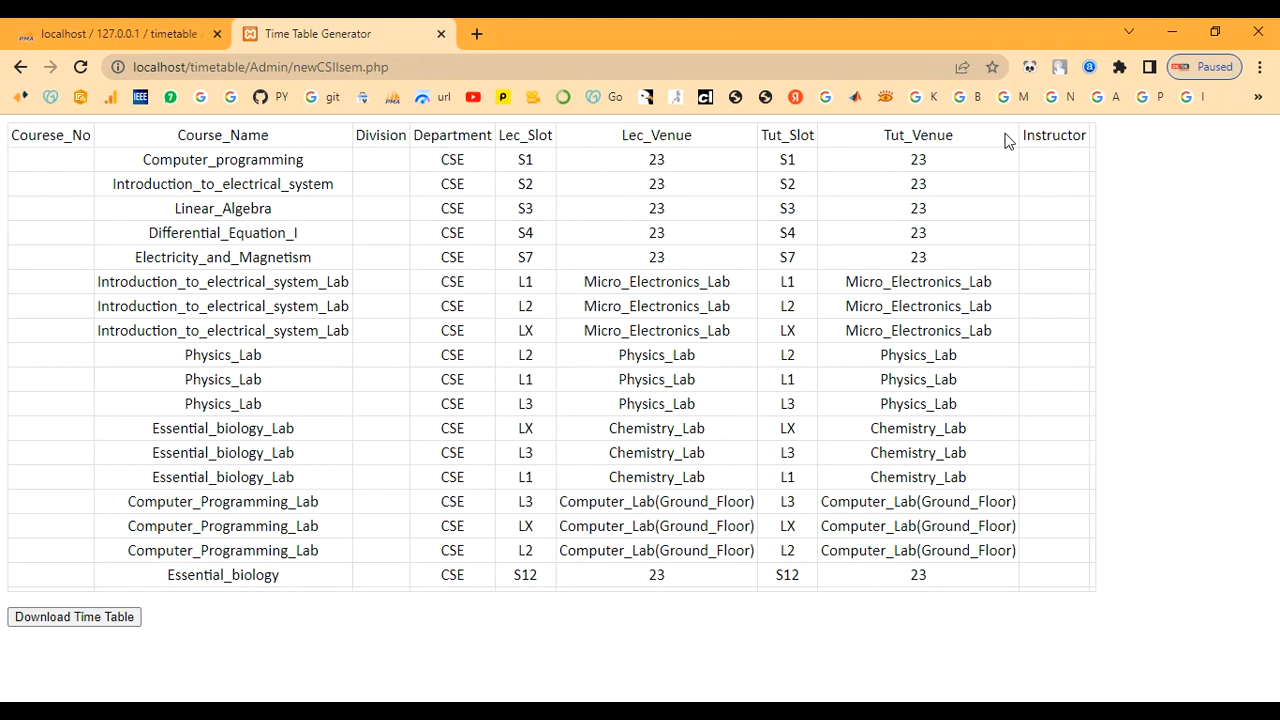 localhost / 127.0.0.1 / timetable
Time Table Generator
localhost/timetable/Admin/newCSIIsem.php
Paused
PY git url Go K B M N A P I
Courese_No Course_Name Division Department Lec_Slot Lec_Venue Tut_Slot Tut_Venue Instructor
Computer_programming CSE S1 23 S1 23
Introduction_to_electrical_system CSE S2 23 S2 23
Linear_Algebra CSE S3 23 S3 23
Differential_Equation_I CSE S4 23 S4 23
Electricity_and_Magnetism CSE S7 23 S7 23
Introduction_to_electrical_system_Lab CSE L1 Micro_Electronics_Lab L1 Micro_Electronics_Lab
Introduction_to_electrical_system_Lab CSE L2 Micro_Electronics_Lab L2 Micro_Electronics_Lab
Introduction_to_electrical_system_Lab CSE LX Micro_Electronics_Lab LX Micro_Electronics_Lab
Physics_Lab CSE L2 Physics_Lab L2 Physics_Lab
Physics_Lab CSE L1 Physics_Lab L1 Physics_Lab
Physics_Lab CSE L3 Physics_Lab L3 Physics_Lab
Essential_biology_Lab CSE LX Chemistry_Lab LX Chemistry_Lab
Essential_biology_Lab CSE L3 Chemistry_Lab L3 Chemistry_Lab
Essential_biology_Lab CSE L1 Chemistry_Lab L1 Chemistry_Lab
Computer_Programming_Lab CSE L3 Computer_Lab(Ground_Floor) L3 Computer_Lab(Ground_Floor)
Computer_Programming_Lab CSE LX Computer_Lab(Ground_Floor) LX Computer_Lab(Ground_Floor)
Computer_Programming_Lab CSE L2 Computer_Lab(Ground_Floor) L2 Computer_Lab(Ground_Floor)
Essential_biology CSE S12 23 S12 23
Download Time Table